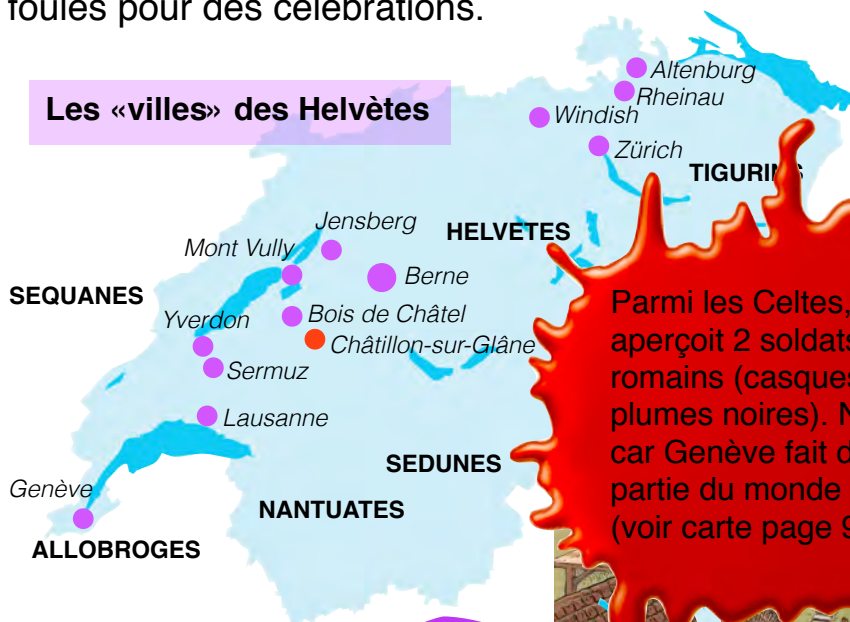 foules pour des célébrations.
Les «villes» des Helvètes
Altenburg
Rheinau
Windish
Zürich
TIGURINS
Jensberg
HELVETES
Mont Vully
Berne
SEQUANES
Bois de Châtel
Yverdon
Châtillon-sur-Glâne
Sermuz
Lausanne
SEDUNES
Genève
NANTUATES
ALLOBROGES
Parmi les Celtes,
aperçoit 2 soldats
romains (casques
plumes noires).
car Genève fait
partie du monde
(voir carte page 9